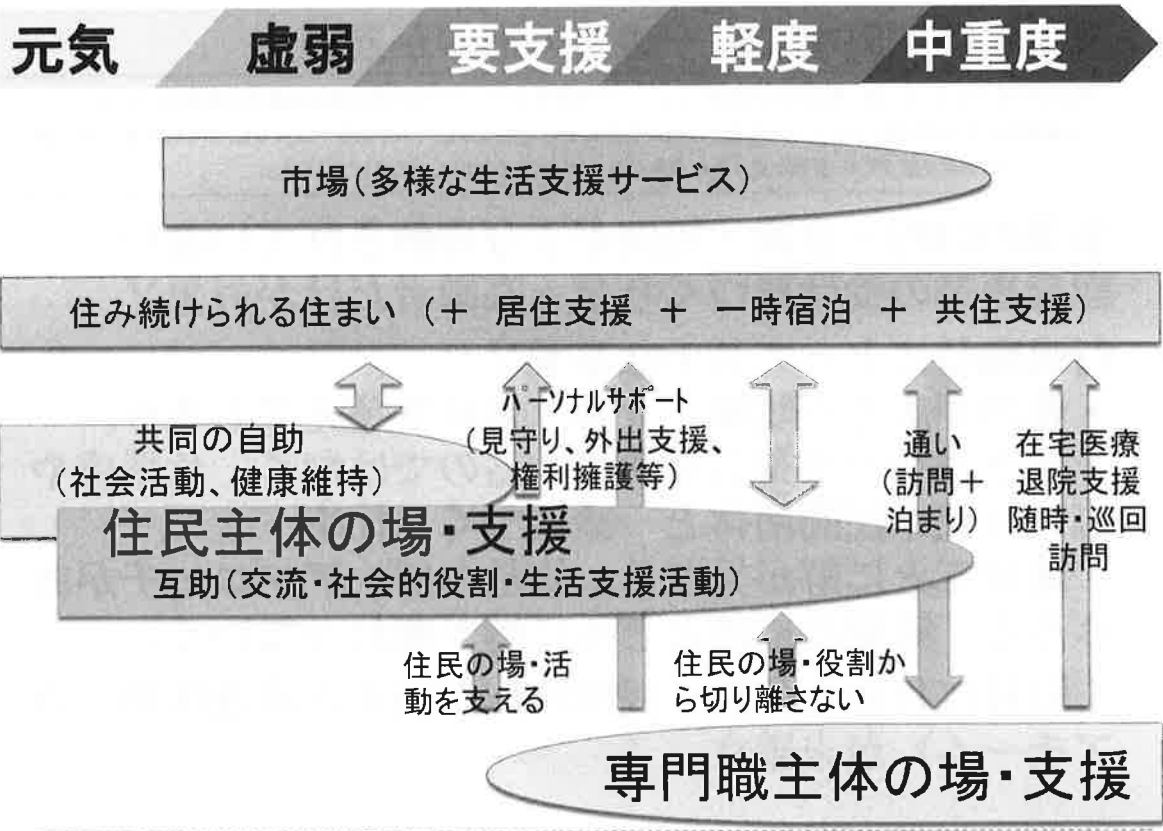 元気 虚弱 要支援 軽度 中重度
市場(多様な生活支援サービス)
住み続けられる住まい (+ 居住支援 + 一時宿泊 + 共住支援)
共同の自助
(社会活動、健康維持)
パーソナルサポート
(見守り、外出支援、
権利擁護等)
通い
(訪問+
泊まり)
在宅医療
退院支援
随時・巡回
訪問
住民主体の場・支援
互助(交流・社会的役割・生活支援活動)
住民の場・活
動を支える
住民の場・役割か
ら切り離さない
専門職主体の場・支援